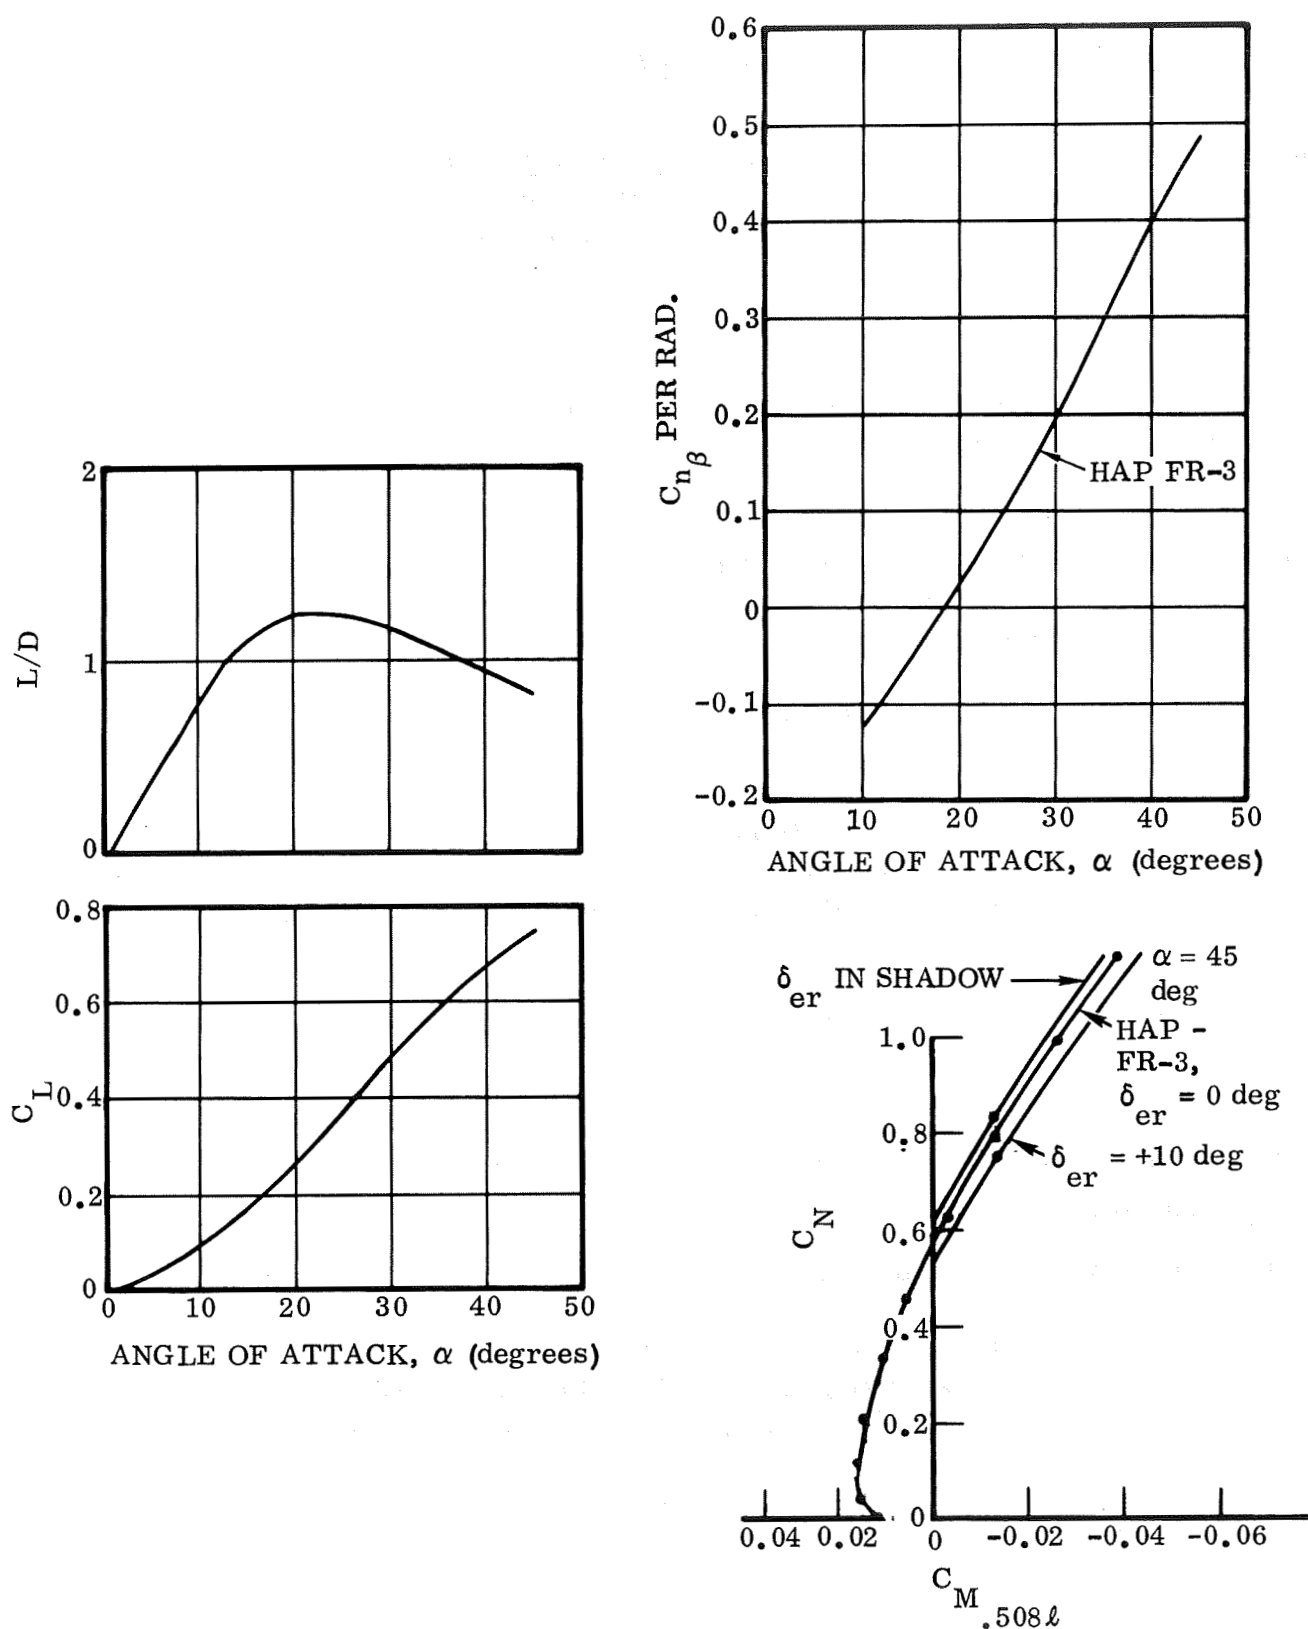 2
1
0
L/D
0.8
0.6
0.4
0.2
0
C_L
0 10 20 30 40 50
ANGLE OF ATTACK, α (degrees)
0.6
0.5
0.4
0.3
0.2
0.1
0
-0.1
-0.2
C_nβ PER RAD.
HAP FR-3
0 10 20 30 40 50
ANGLE OF ATTACK, α (degrees)
δ_er IN SHADOW
α = 45
deg
HAP -
FR-3,
δ_er = 0 deg
δ_er = +10 deg
1.0
0.8
0.6
0.4
0.2
0
C_N
0.04 0.02 0 -0.02 -0.04 -0.06
C_M.508ℓ